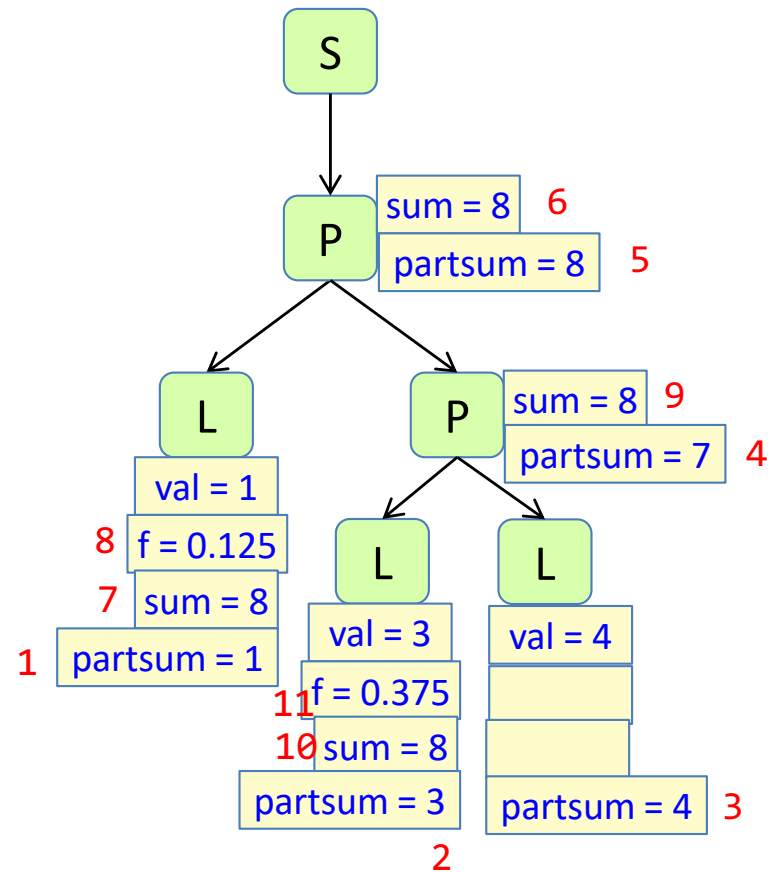 S
P
sum = 8 6
partsum = 8 5
L
P
sum = 8 9
partsum = 7 4
val = 1
8 f = 0.125
7 sum = 8
1 partsum = 1
L
L
val = 3
11 f = 0.375
10 sum = 8
partsum = 3
2
val = 4
partsum = 4 3